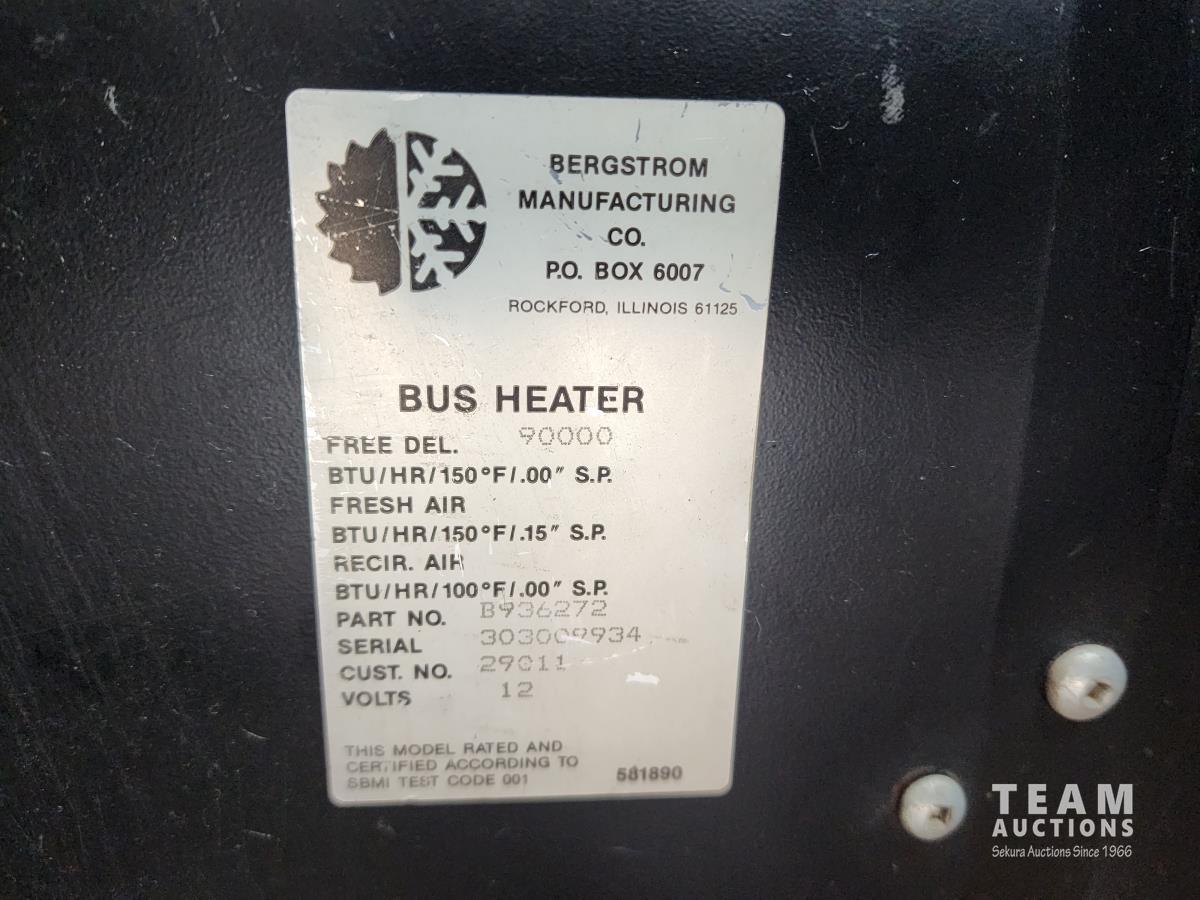 BERGSTROM
MANUFACTURING
CO.
P.O. BOX 6007
ROCKFORD, ILLINOIS 61125
BUS HEATER
FREE DEL. 90000
BTU/HR/150°F/.00" S.P.
FRESH AIR
BTU/HR/150°F/.15" S.P.
RECIR. AIR
BTU/HR/100°F/.00" S.P.
PART NO. B936272
SERIAL 303009934
CUST. NO. 29011
VOLTS 12
THIS MODEL RATED AND
CERTIFIED ACCORDING TO
SBMI TEST CODE 001
581890
TEAM
AUCTIONS
Sekura Auctions Since 1966